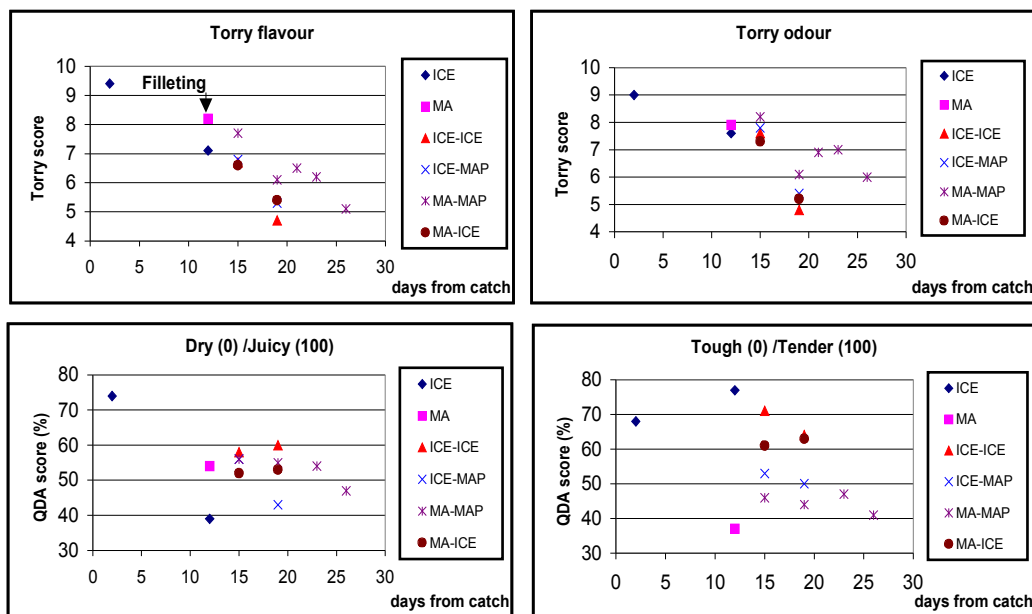 Torry flavour
Torry score
10
9
8
7
6
5
4
Filleting
0 5 10 15 20 25 30
days from catch
ICE
MA
ICE-ICE
ICE-MAP
MA-MAP
MA-ICE
Torry odour
Torry score
10
9
8
7
6
5
4
0 5 10 15 20 25 30
days from catch
ICE
MA
ICE-ICE
ICE-MAP
MA-MAP
MA-ICE
Dry (0) /Juicy (100)
QDA score (%)
80
70
60
50
40
30
0 5 10 15 20 25 30
days from catch
ICE
MA
ICE-ICE
ICE-MAP
MA-MAP
MA-ICE
Tough (0) /Tender (100)
QDA score (%)
80
70
60
50
40
30
0 5 10 15 20 25 30
days from catch
ICE
MA
ICE-ICE
ICE-MAP
MA-MAP
MA-ICE